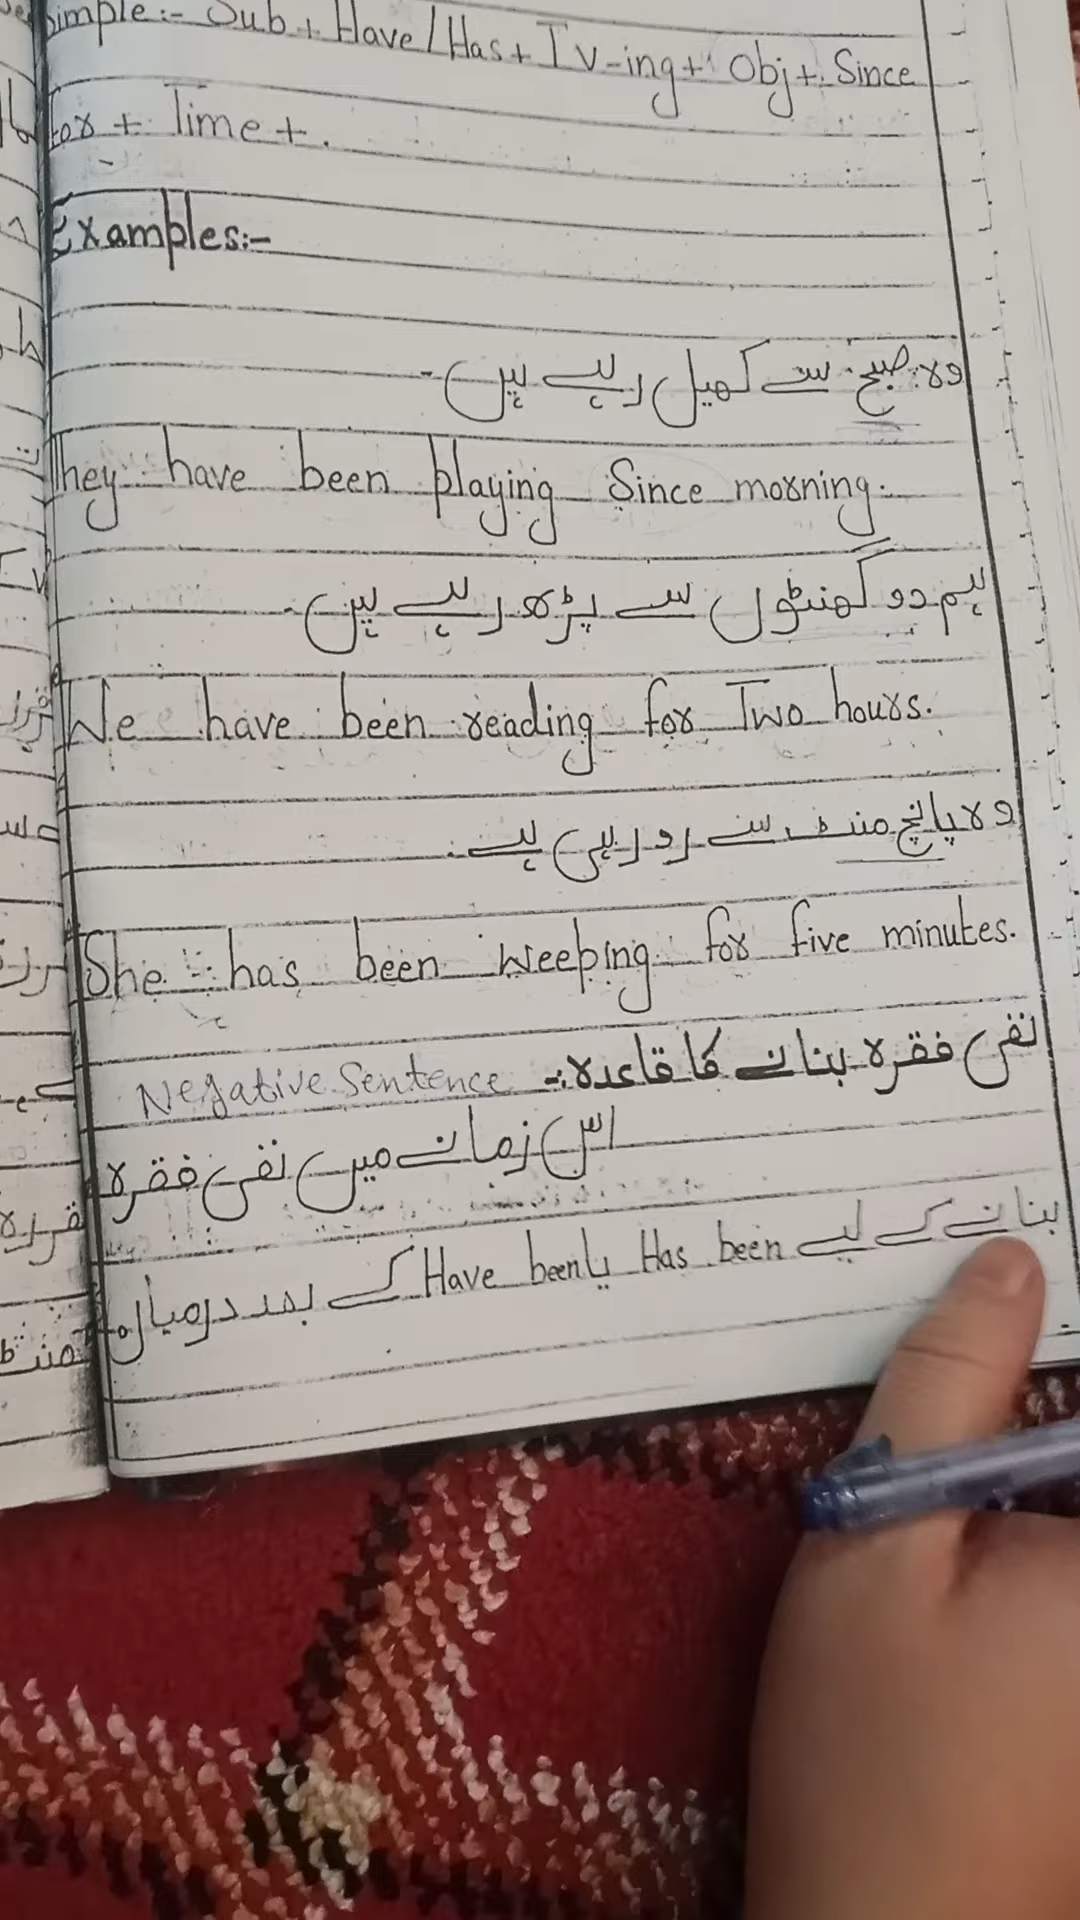 Simple:- Sub + Have/Has + Iv-ing + Obj + Since
for + Time + .
Examples:-
وہ صبح سے کھیل رہے ہیں۔
They have been playing Since morning.
ہم دو گھنٹوں سے پڑھ رہے ہیں۔
We have been reading for Two hours.
وہ پانچ منٹ سے رو رہی ہے۔
She has been weeping for five minutes.
نفی فقرہ بنانے کا قاعدہ:- Negative Sentence
اس زمانے میں نفی فقرہ
بنانے کے لیے Has been یا Have been کے بعد درمیان